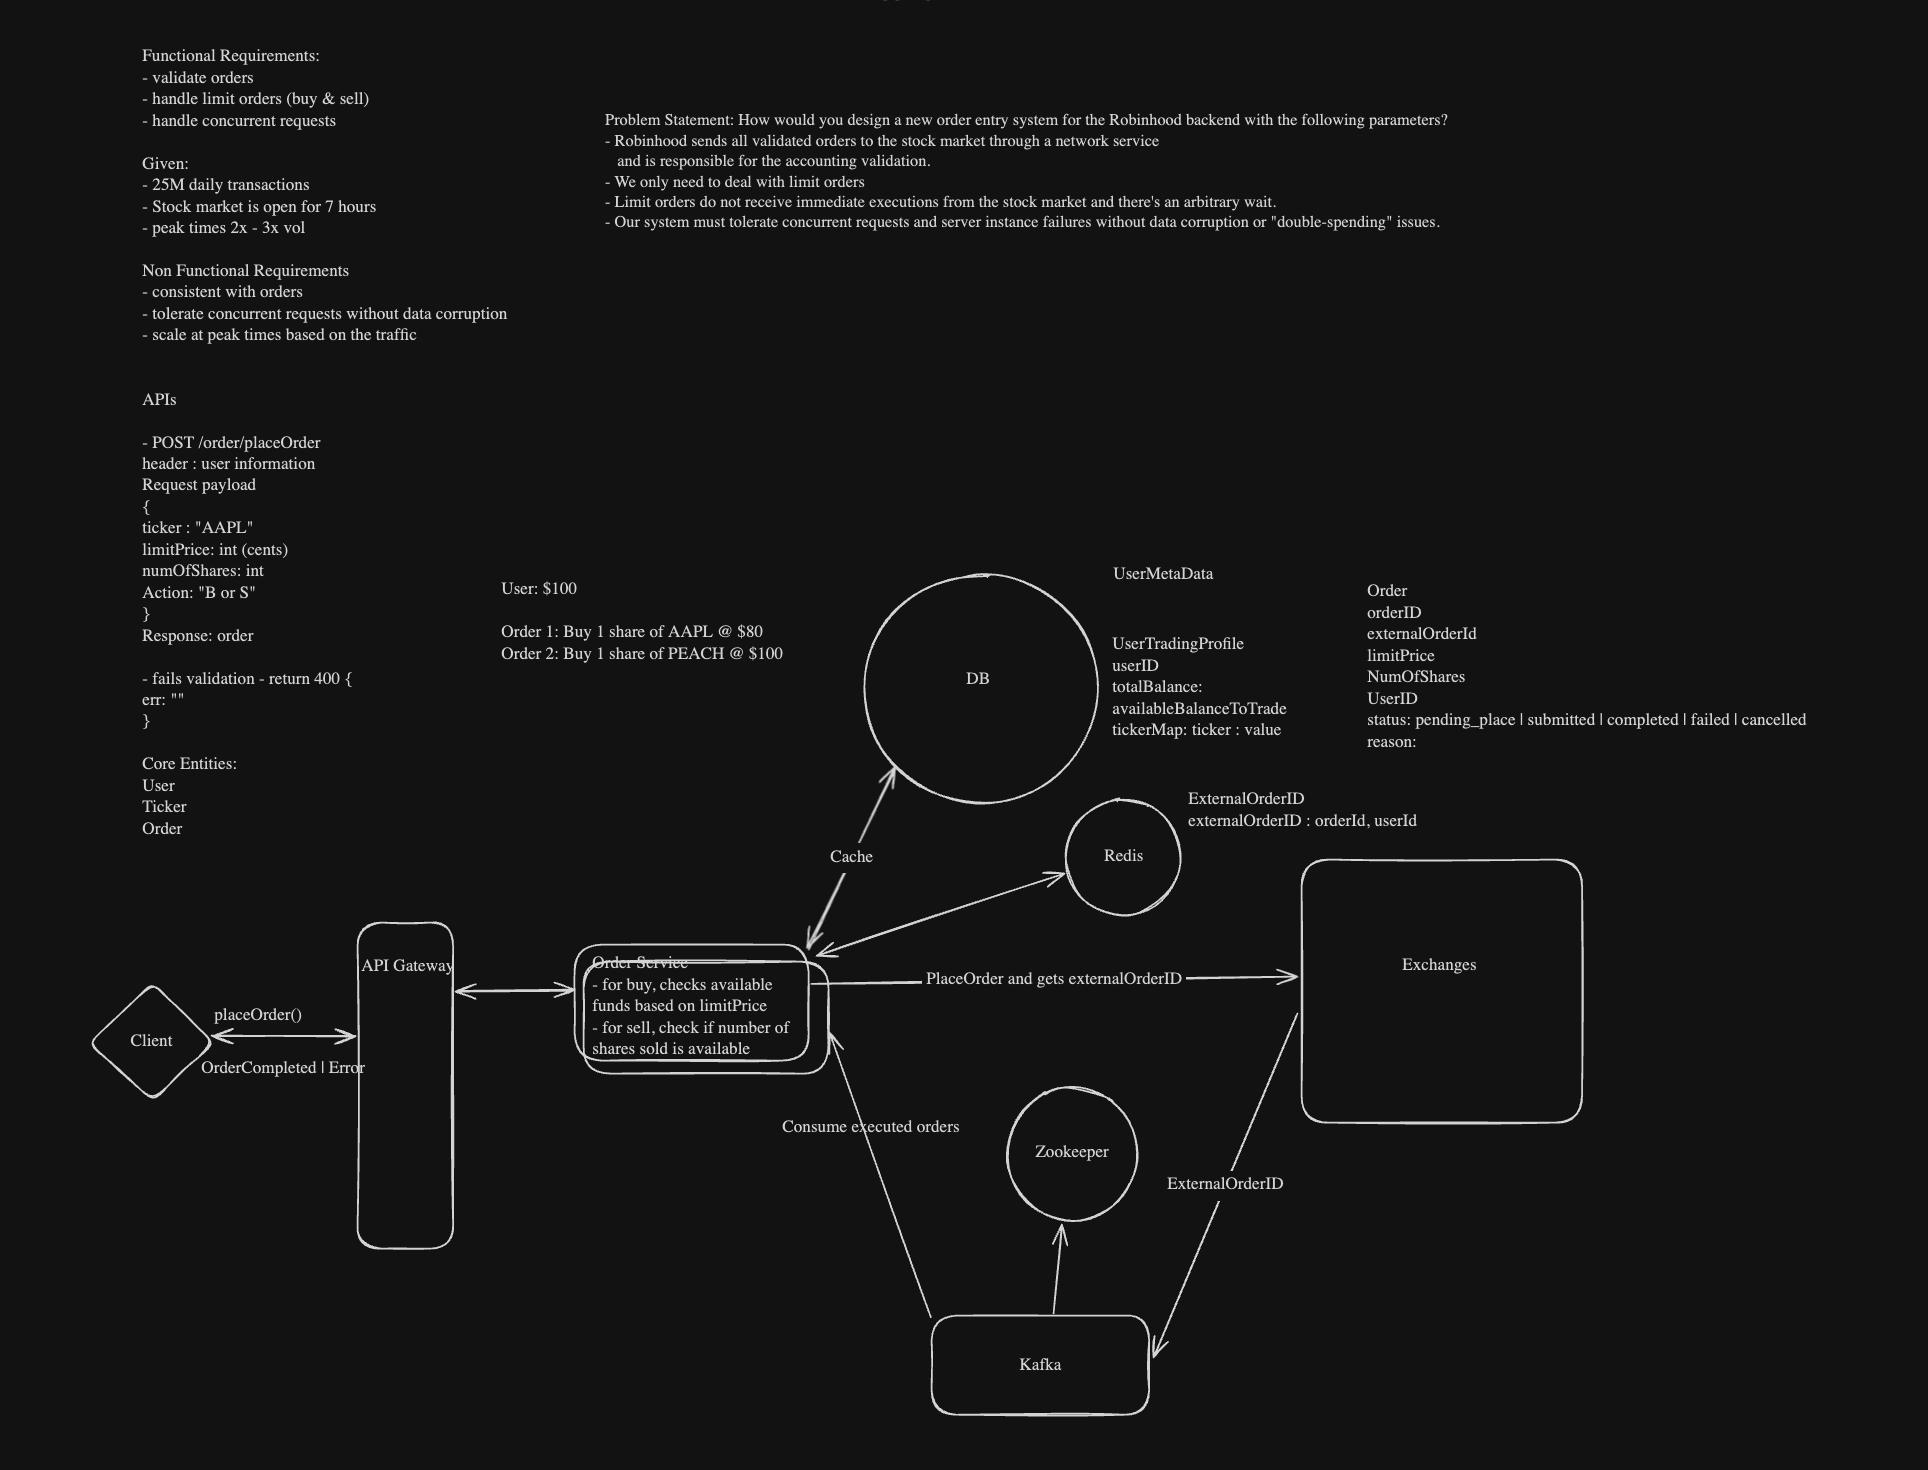 Functional Requirements:
- validate orders
- handle limit orders (buy & sell)
- handle concurrent requests
Given:
- 25M daily transactions
- Stock market is open for 7 hours
- peak times 2x - 3x vol
Non Functional Requirements
- consistent with orders
- tolerate concurrent requests without data corruption
- scale at peak times based on the traffic
Problem Statement: How would you design a new order entry system for the Robinhood backend with the following parameters?
- Robinhood sends all validated orders to the stock market through a network service
and is responsible for the accounting validation.
- We only need to deal with limit orders
- Limit orders do not receive immediate executions from the stock market and there's an arbitrary wait.
- Our system must tolerate concurrent requests and server instance failures without data corruption or "double-spending" issues.
APIs
- POST /order/placeOrder
header : user information
Request payload
{
ticker : "AAPL"
limitPrice: int (cents)
numOfShares: int
Action: "B or S"
}
Response: order
- fails validation - return 400 {
err: ""
}
Core Entities:
User
Ticker
Order
User: $100
Order 1: Buy 1 share of AAPL @ $80
Order 2: Buy 1 share of PEACH @ $100
DB
UserMetaData
UserTradingProfile
userID
totalBalance:
availableBalanceToTrade
tickerMap: ticker : value
Order
orderID
externalOrderId
limitPrice
NumOfShares
UserID
status: pending_place | submitted | completed | failed | cancelled
reason:
ExternalOrderID
externalOrderID : orderId, userId
Redis
Cache
Client
placeOrder()
OrderCompleted | Error
API Gateway
Order Service
- for buy, checks available
funds based on limitPrice
- for sell, check if number of
shares sold is available
PlaceOrder and gets externalOrderID
Exchanges
Consume executed orders
Zookeeper
ExternalOrderID
Kafka